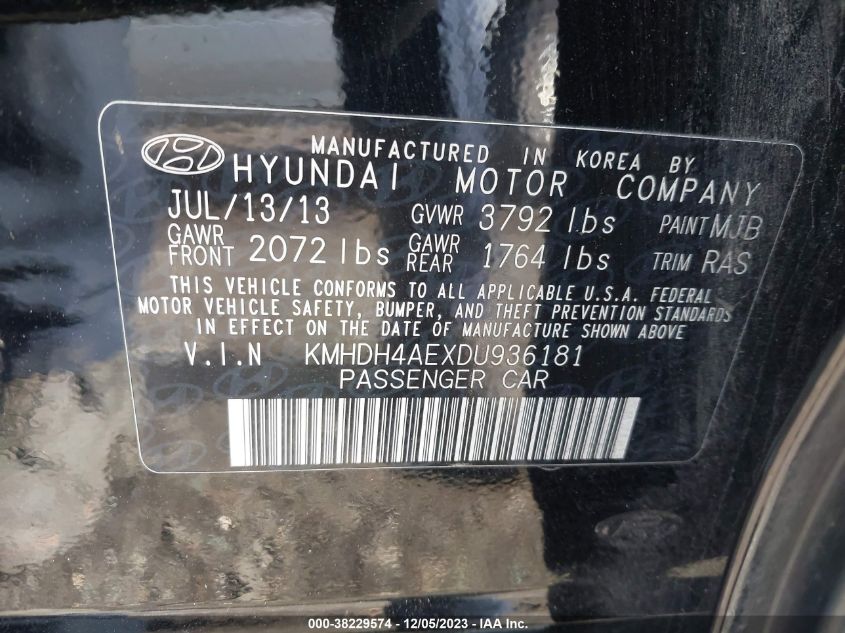 MANUFACTURED IN KOREA BY
HYUNDAI MOTOR COMPANY
JUL/13/13 GVWR 3792 lbs PAINT MJB
GAWR FRONT 2072 lbs GAWR REAR 1764 lbs TRIM RAS
THIS VEHICLE CONFORMS TO ALL APPLICABLE U.S.A. FEDERAL
MOTOR VEHICLE SAFETY, BUMPER, AND THEFT PREVENTION STANDARDS
IN EFFECT ON THE DATE OF MANUFACTURE SHOWN ABOVE
V.I.N KMHDH4AEXDU936181
PASSENGER CAR
000-38229574 - 12/05/2023 - IAA Inc.